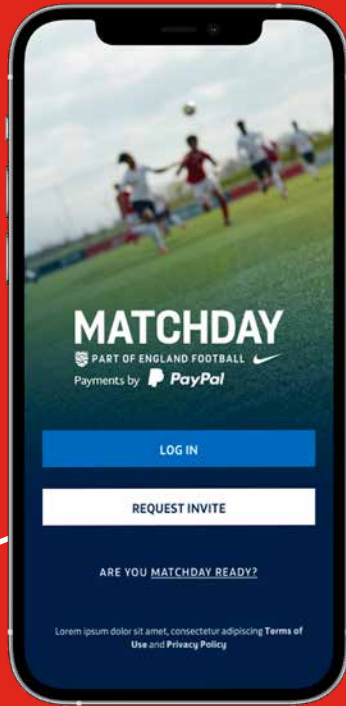 MATCHDAY
PART OF ENGLAND FOOTBALL
Payments by PayPal
LOG IN
REQUEST INVITE
ARE YOU MATCHDAY READY?
Lorem ipsum dolor sit amet, consectetur adipiscing Terms of
Use and Privacy Policy